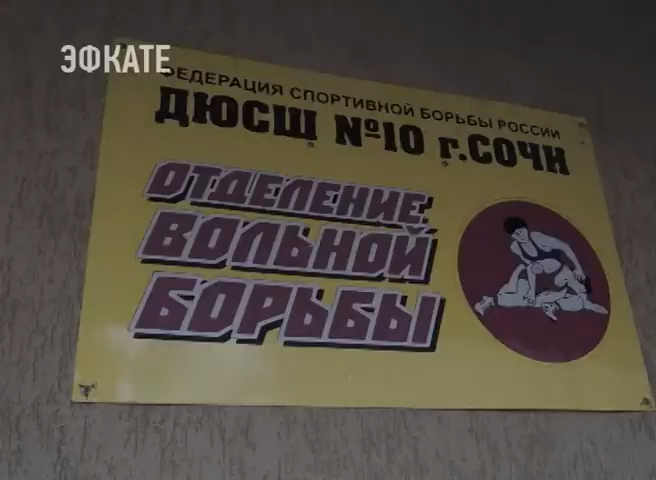 ЭФКАТЕ
ФЕДЕРАЦИЯ СПОРТИВНОЙ БОРЬБЫ РОССИИ
ДЮСШ №10 г.СОЧИ
ОТДЕЛЕНИЕ
ВОЛЬНОЙ
БОРЬБЫ